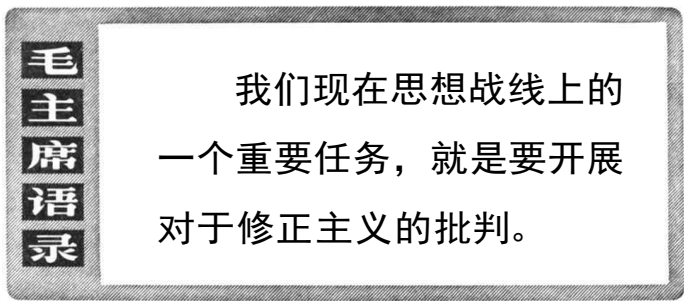 毛主席语录
我们现在思想战线上的
一个重要任务，就是要开展
对于修正主义的批判。